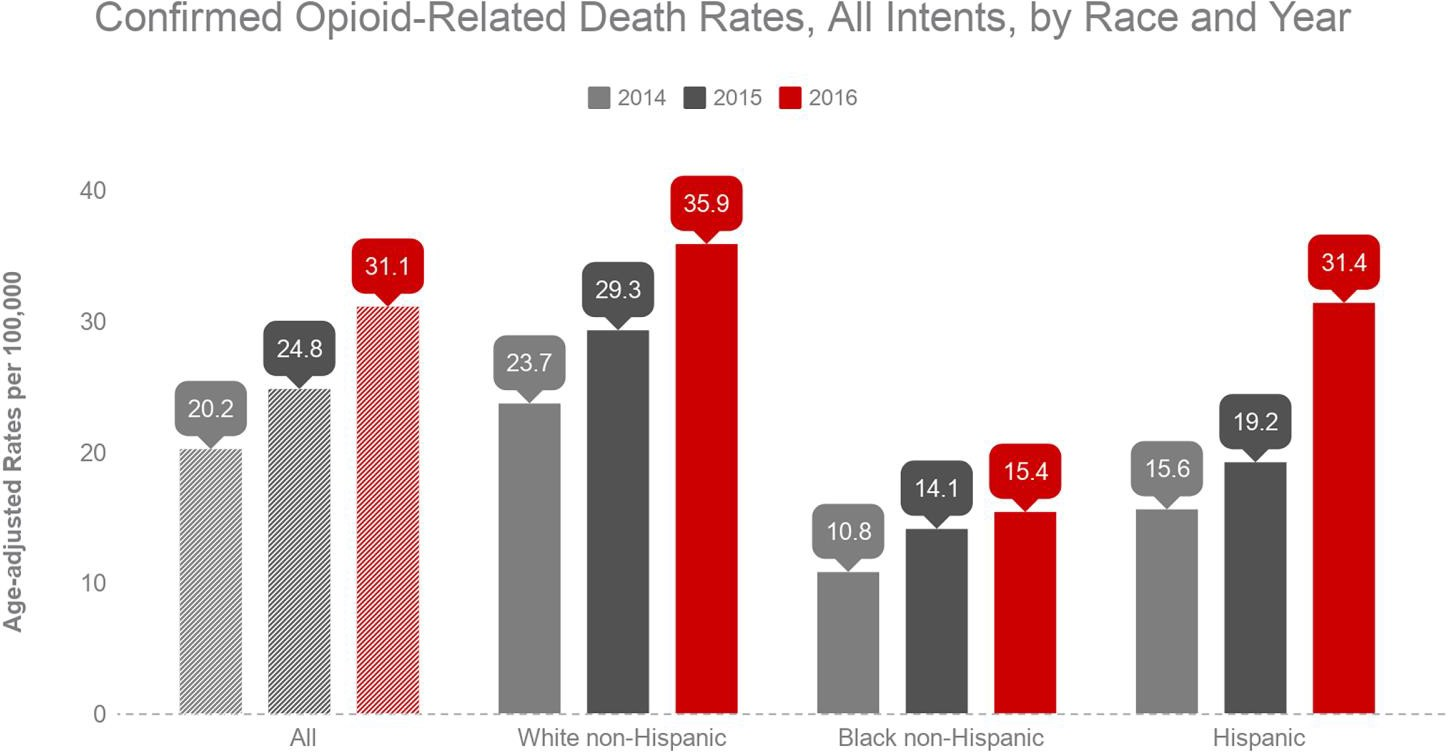 Confirmed Opioid-Related Death Rates, All Intents, by Race and Year
2014 2015 2016
Age-adjusted Rates per 100,000
40
30
20
10
0
20.2
24.8
31.1
23.7
29.3
35.9
10.8
14.1
15.4
15.6
19.2
31.4
All
White non-Hispanic
Black non-Hispanic
Hispanic